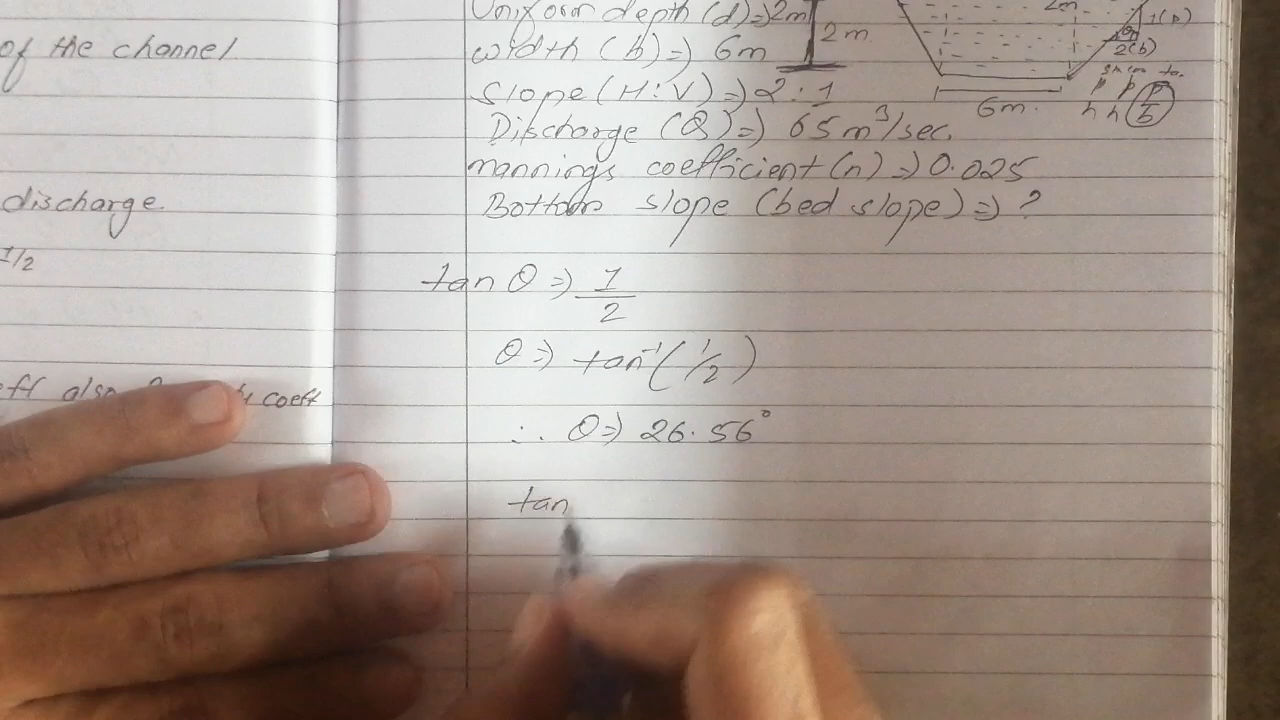 of the channel.
discharge.
1/2
eff also coeff
Uniform depth (d) => 2m
width (b) => 6m
Slope (H:V) => 2:1
Discharge (Q) => 65 m³/sec.
mannings coefficient (n) => 0.025
Bottom slope (bed slope) => ?
tan θ => 1/2
θ => tan⁻¹(1/2)
∴ θ => 26.56°
tan
2m
2m
1(P)
θ
2(b)
6m.
p p p
h h b